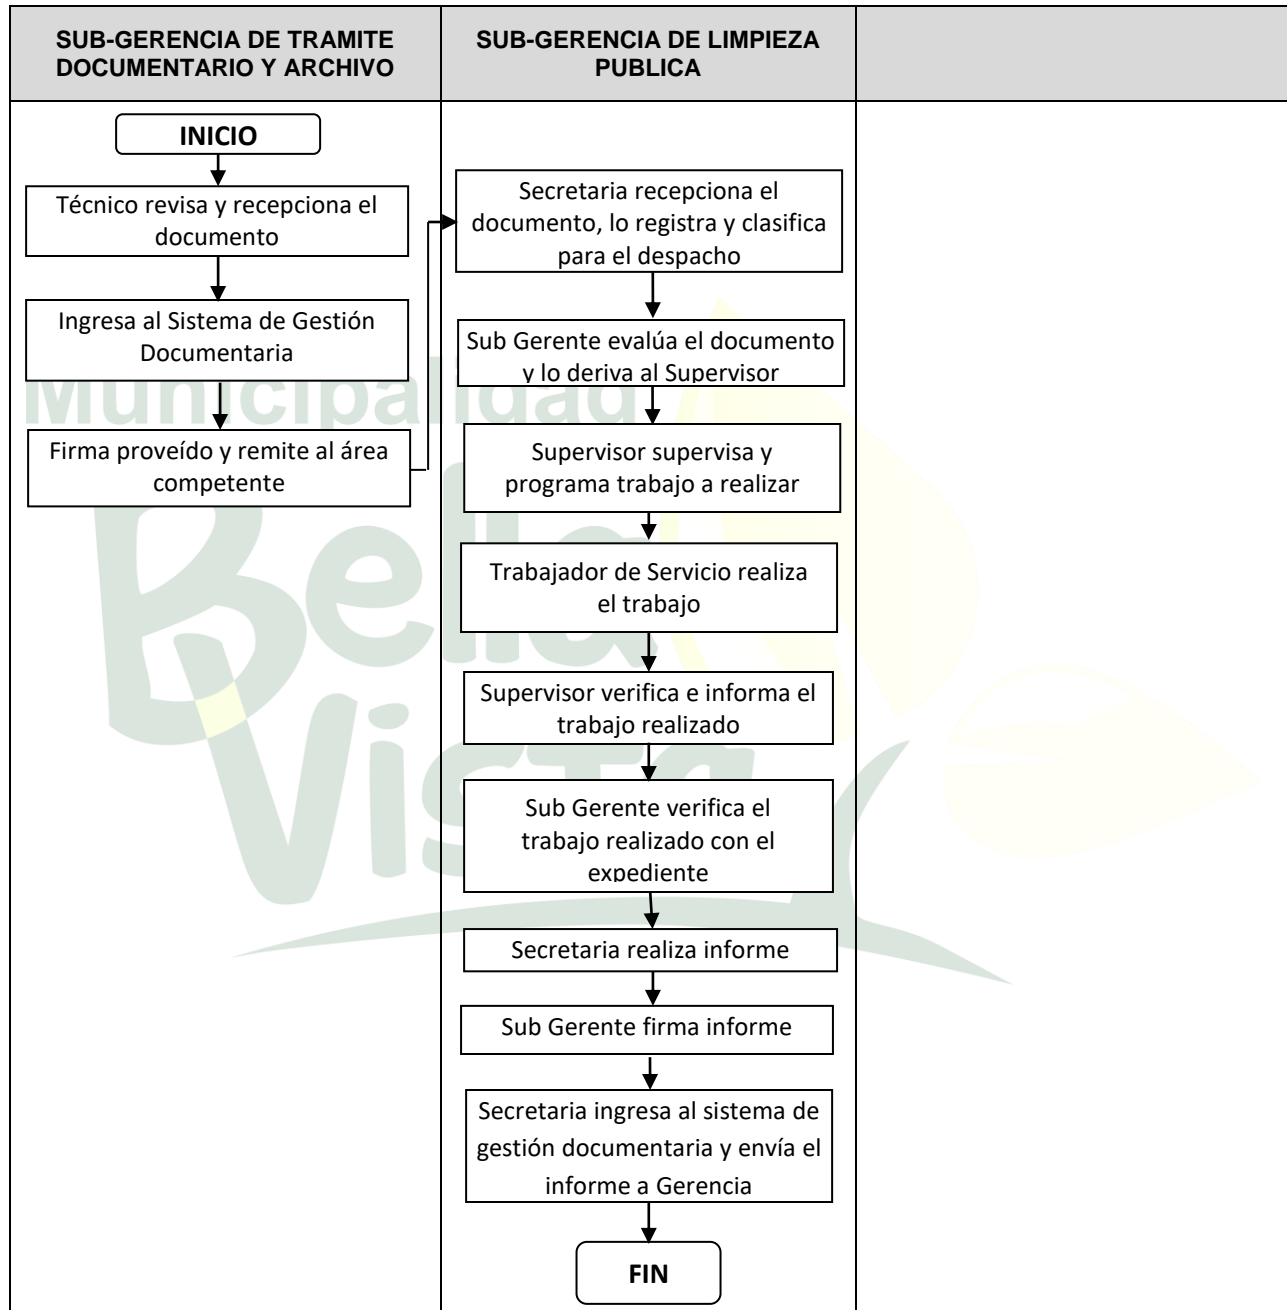 SUB-GERENCIA DE TRAMITE
DOCUMENTARIO Y ARCHIVO
SUB-GERENCIA DE LIMPIEZA
PUBLICA
INICIO
Técnico revisa y recepciona el
documento
Ingresa al Sistema de Gestión
Documentaria
Firma proveído y remite al área
competente
Secretaria recepciona el
documento, lo registra y clasifica
para el despacho
Sub Gerente evalúa el documento
y lo deriva al Supervisor
Supervisor supervisa y
programa trabajo a realizar
Trabajador de Servicio realiza
el trabajo
Supervisor verifica e informa el
trabajo realizado
Sub Gerente verifica el
trabajo realizado con el
expediente
Secretaria realiza informe
Sub Gerente firma informe
Secretaria ingresa al sistema de
gestión documentaria y envía el
informe a Gerencia
FIN
Municipalidad
Bella
Vista